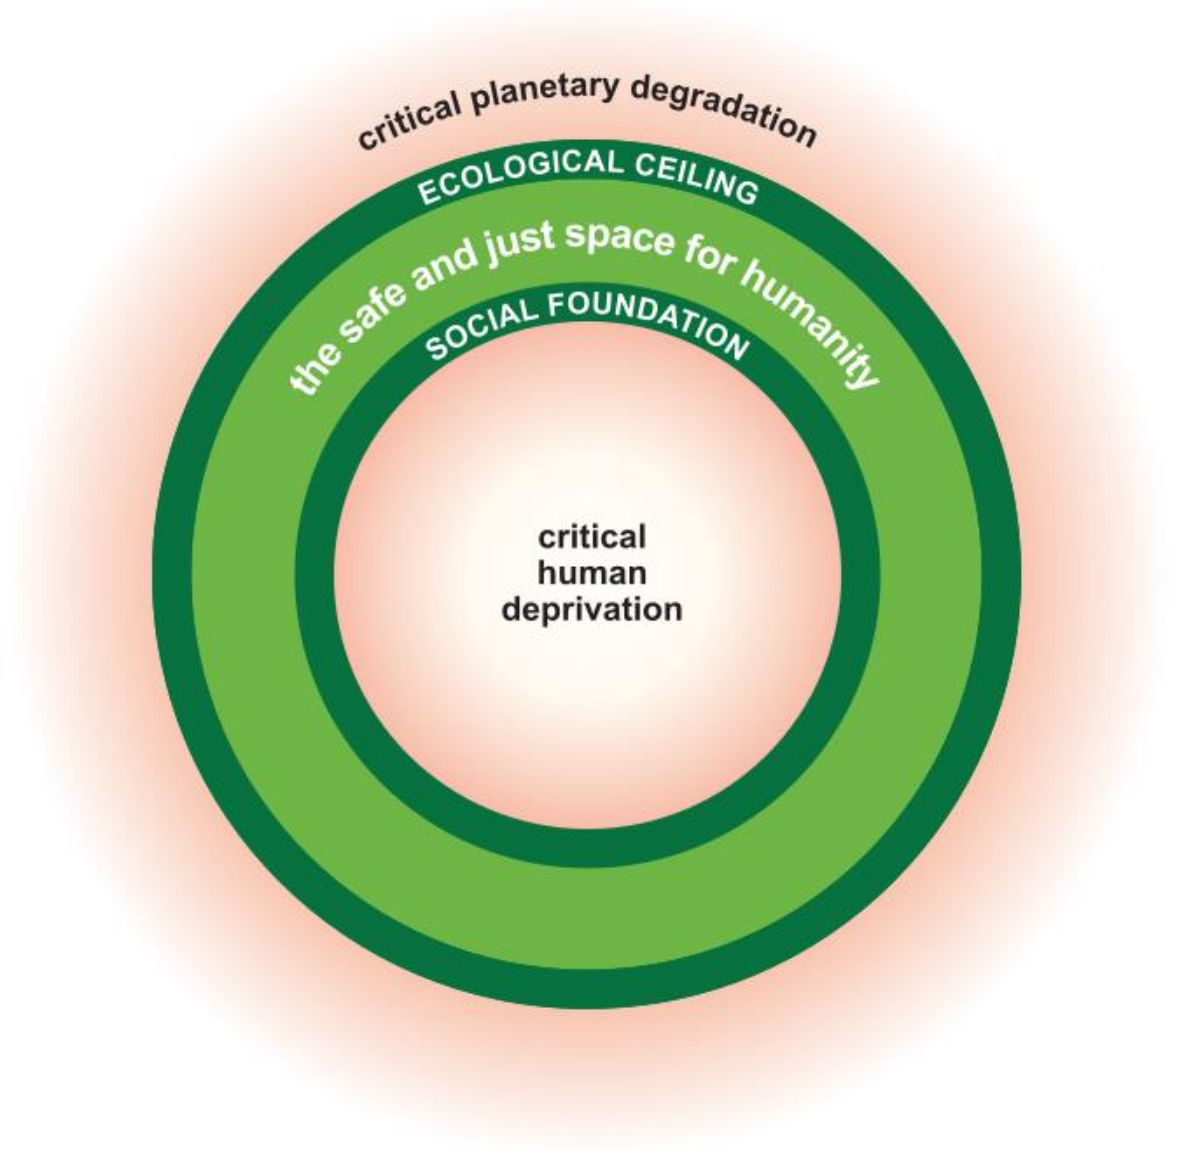 critical planetary degradation
ECOLOGICAL CEILING
the safe and just space for humanity
SOCIAL FOUNDATION
critical
human
deprivation